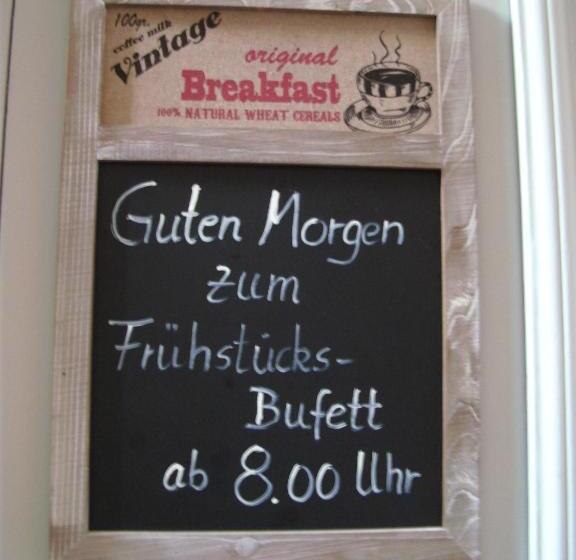 100gr.
coffee milk
Vintage
original
Breakfast
100% NATURAL WHEAT CEREALS
Guten Morgen
zum
Frühstücks-
Bufett
ab 8.00 Uhr